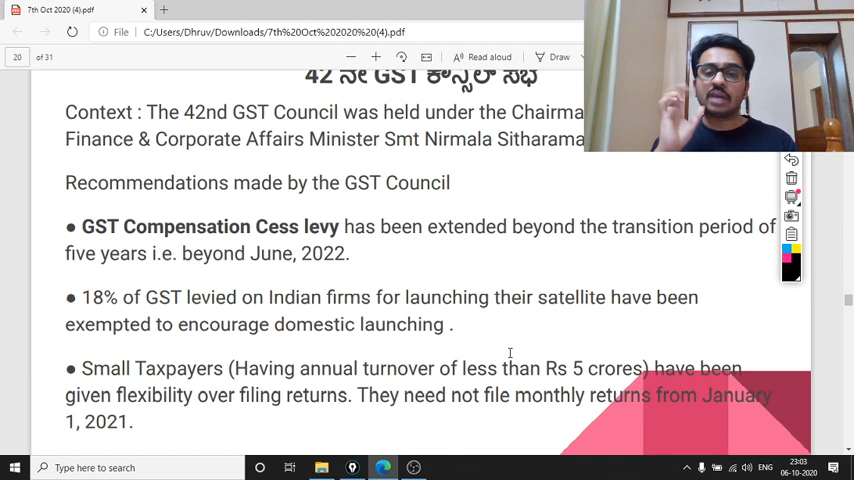 7th Oct 2020 (4).pdf
File
C:/Users/Dhruv/Downloads/7th%20Oct%202020%20(4).pdf
20 of 31
Read aloud
Draw
42 ನೇ GST ಕೌನ್ಸಿಲ್ ಸಭೆ
Context : The 42nd GST Council was held under the Chairma
Finance & Corporate Affairs Minister Smt Nirmala Sitharama
Recommendations made by the GST Council
● GST Compensation Cess levy has been extended beyond the transition period of
five years i.e. beyond June, 2022.
● 18% of GST levied on Indian firms for launching their satellite have been
exempted to encourage domestic launching .
● Small Taxpayers (Having annual turnover of less than Rs 5 crores) have been
given flexibility over filing returns. They need not file monthly returns from January
1, 2021.
Type here to search
ENG
23:03
06-10-2020